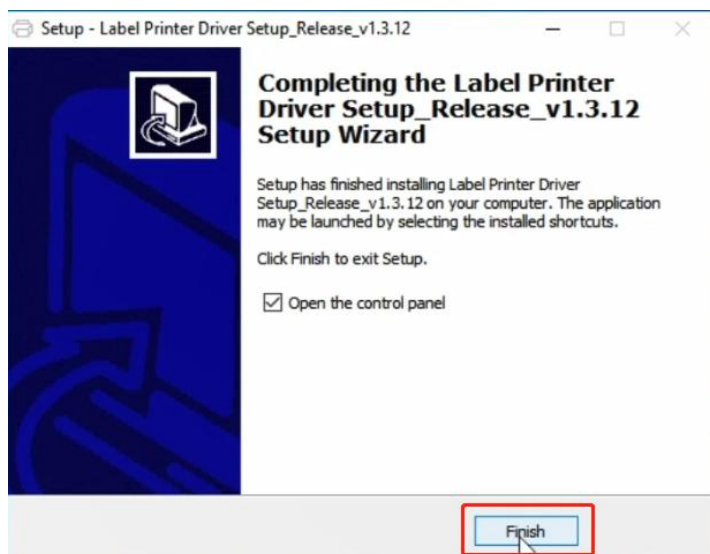 Setup - Label Printer Driver Setup_Release_v1.3.12
Completing the Label Printer
Driver Setup_Release_v1.3.12
Setup Wizard
Setup has finished installing Label Printer Driver
Setup_Release_v1.3.12 on your computer. The application
may be launched by selecting the installed shortcuts.
Click Finish to exit Setup.
Open the control panel
Finish